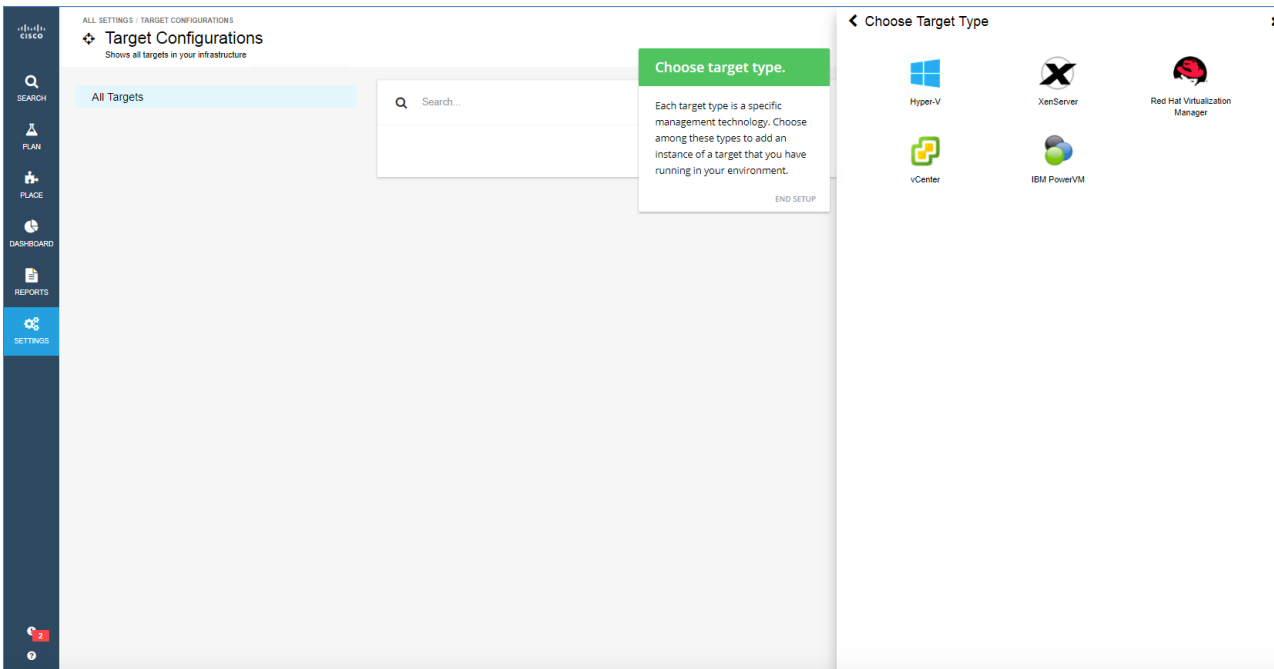 cisco
SEARCH
PLAN
PLACE
DASHBOARD
REPORTS
SETTINGS
2
ALL SETTINGS / TARGET CONFIGURATIONS
Target Configurations
Shows all targets in your infrastructure
All Targets
Search...
Choose target type.
Each target type is a specific
management technology. Choose
among these types to add an
instance of a target that you have
running in your environment.
END SETUP
Choose Target Type
Hyper-V
XenServer
Red Hat Virtualization
Manager
vCenter
IBM PowerVM